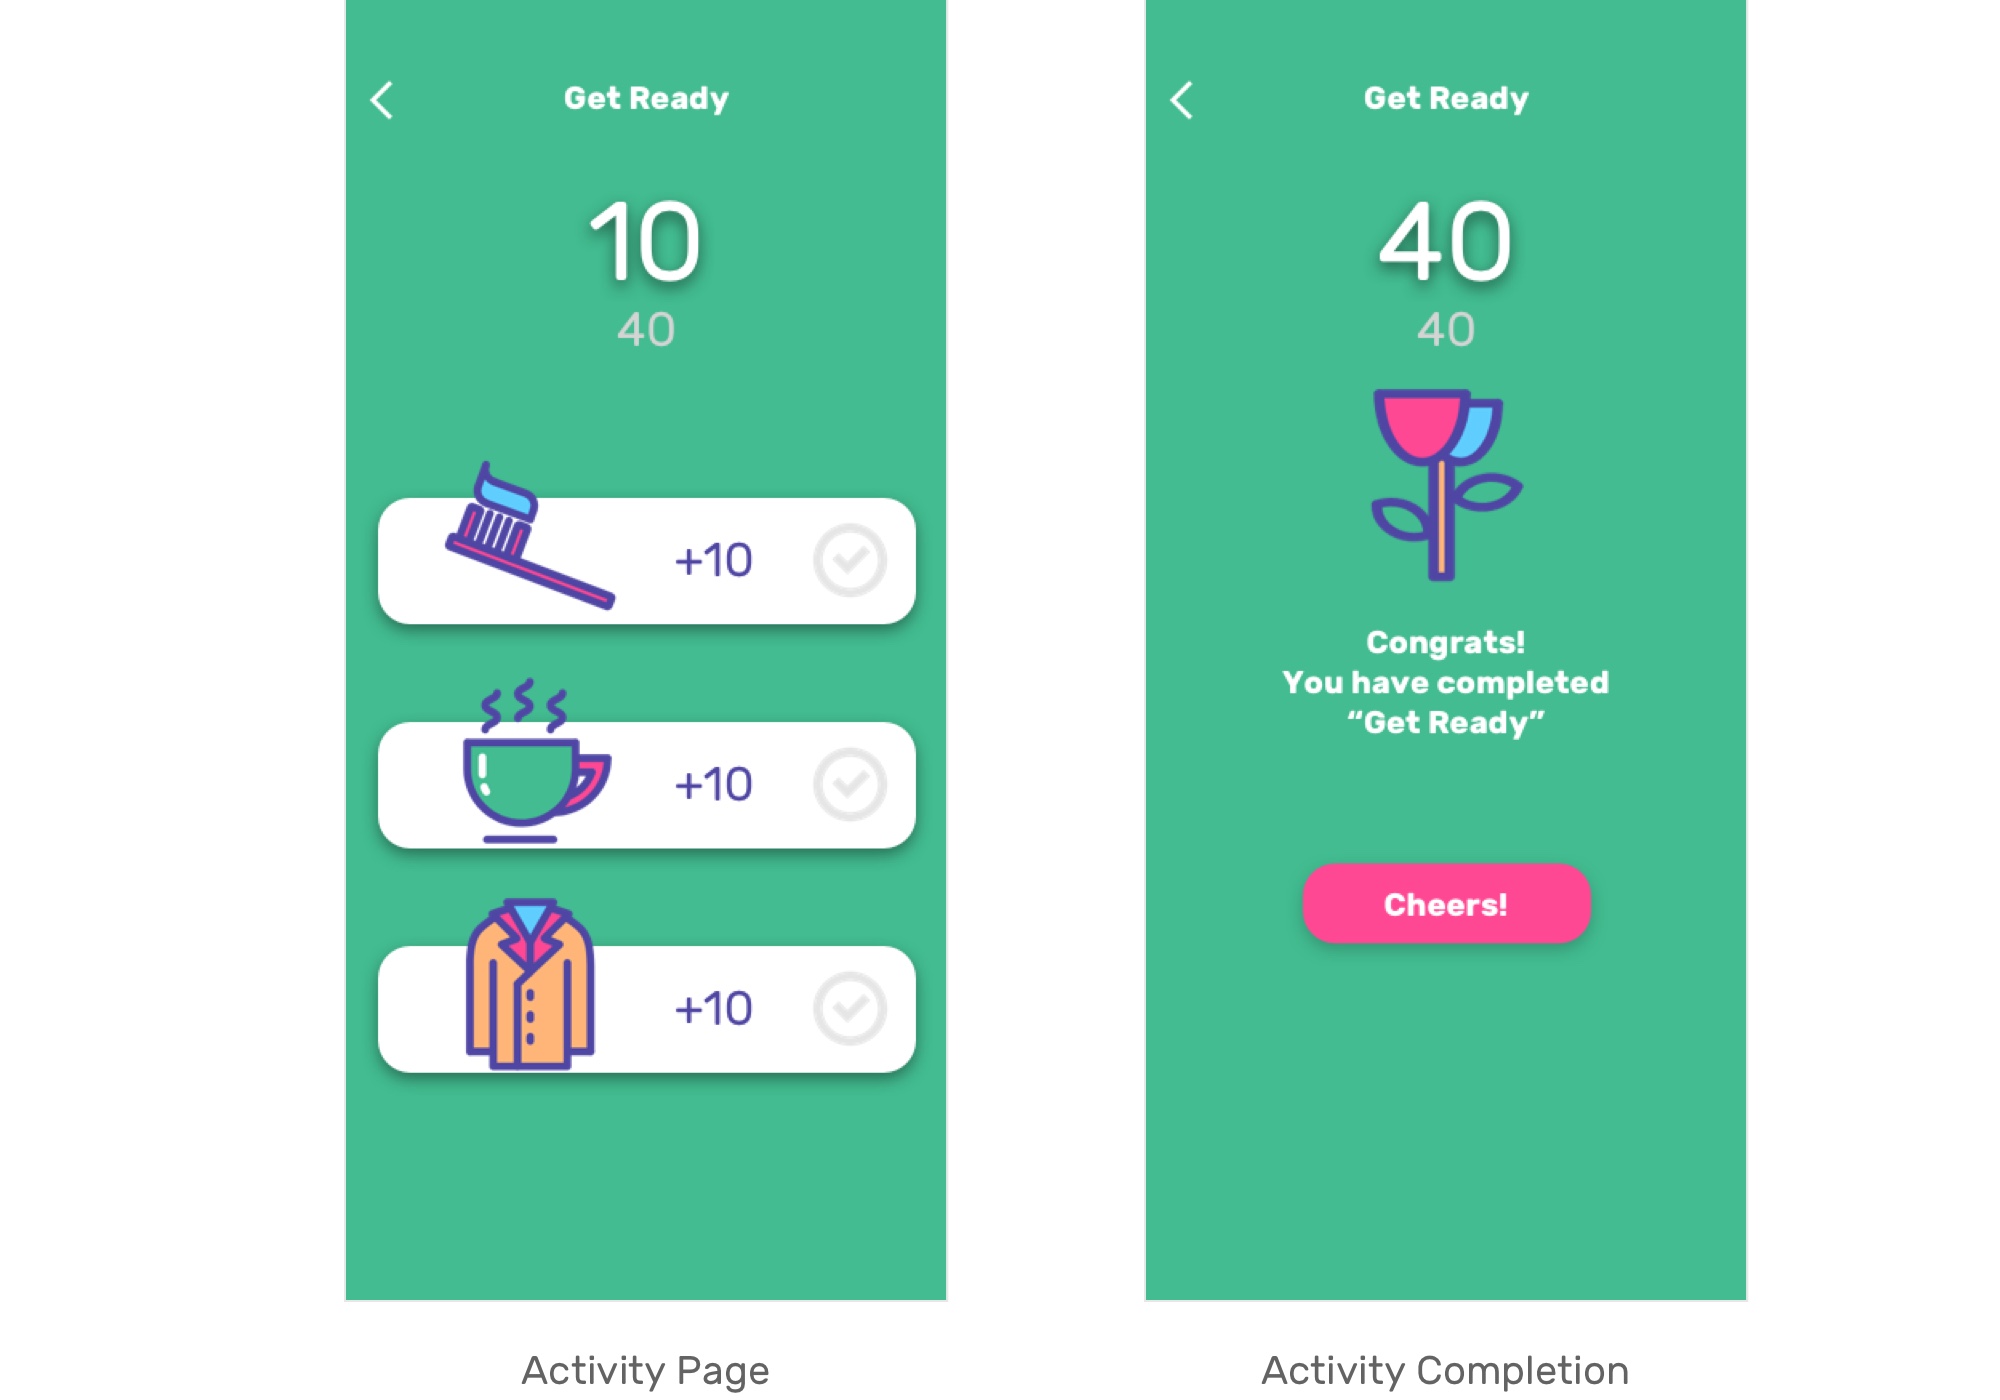 Get Ready
10
40
+10
+10
+10
Activity Page
Get Ready
40
40
Congrats!
You have completed
“Get Ready”
Cheers!
Activity Completion